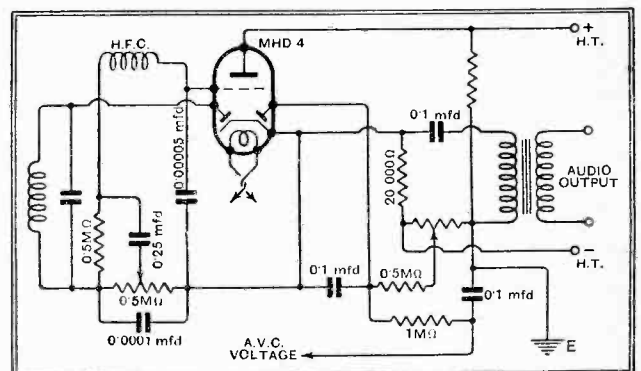 H.F.C.
MHD 4
+
H.T.
0·00005 mfd
0·1 mfd
20 000Ω
AUDIO
OUTPUT
0·5MΩ
0·25 mfd
−
H.T.
0·5MΩ
0·1 mfd
0·5MΩ
0·1 mfd
0·0001 mfd
1MΩ
E
A.V.C.
VOLTAGE